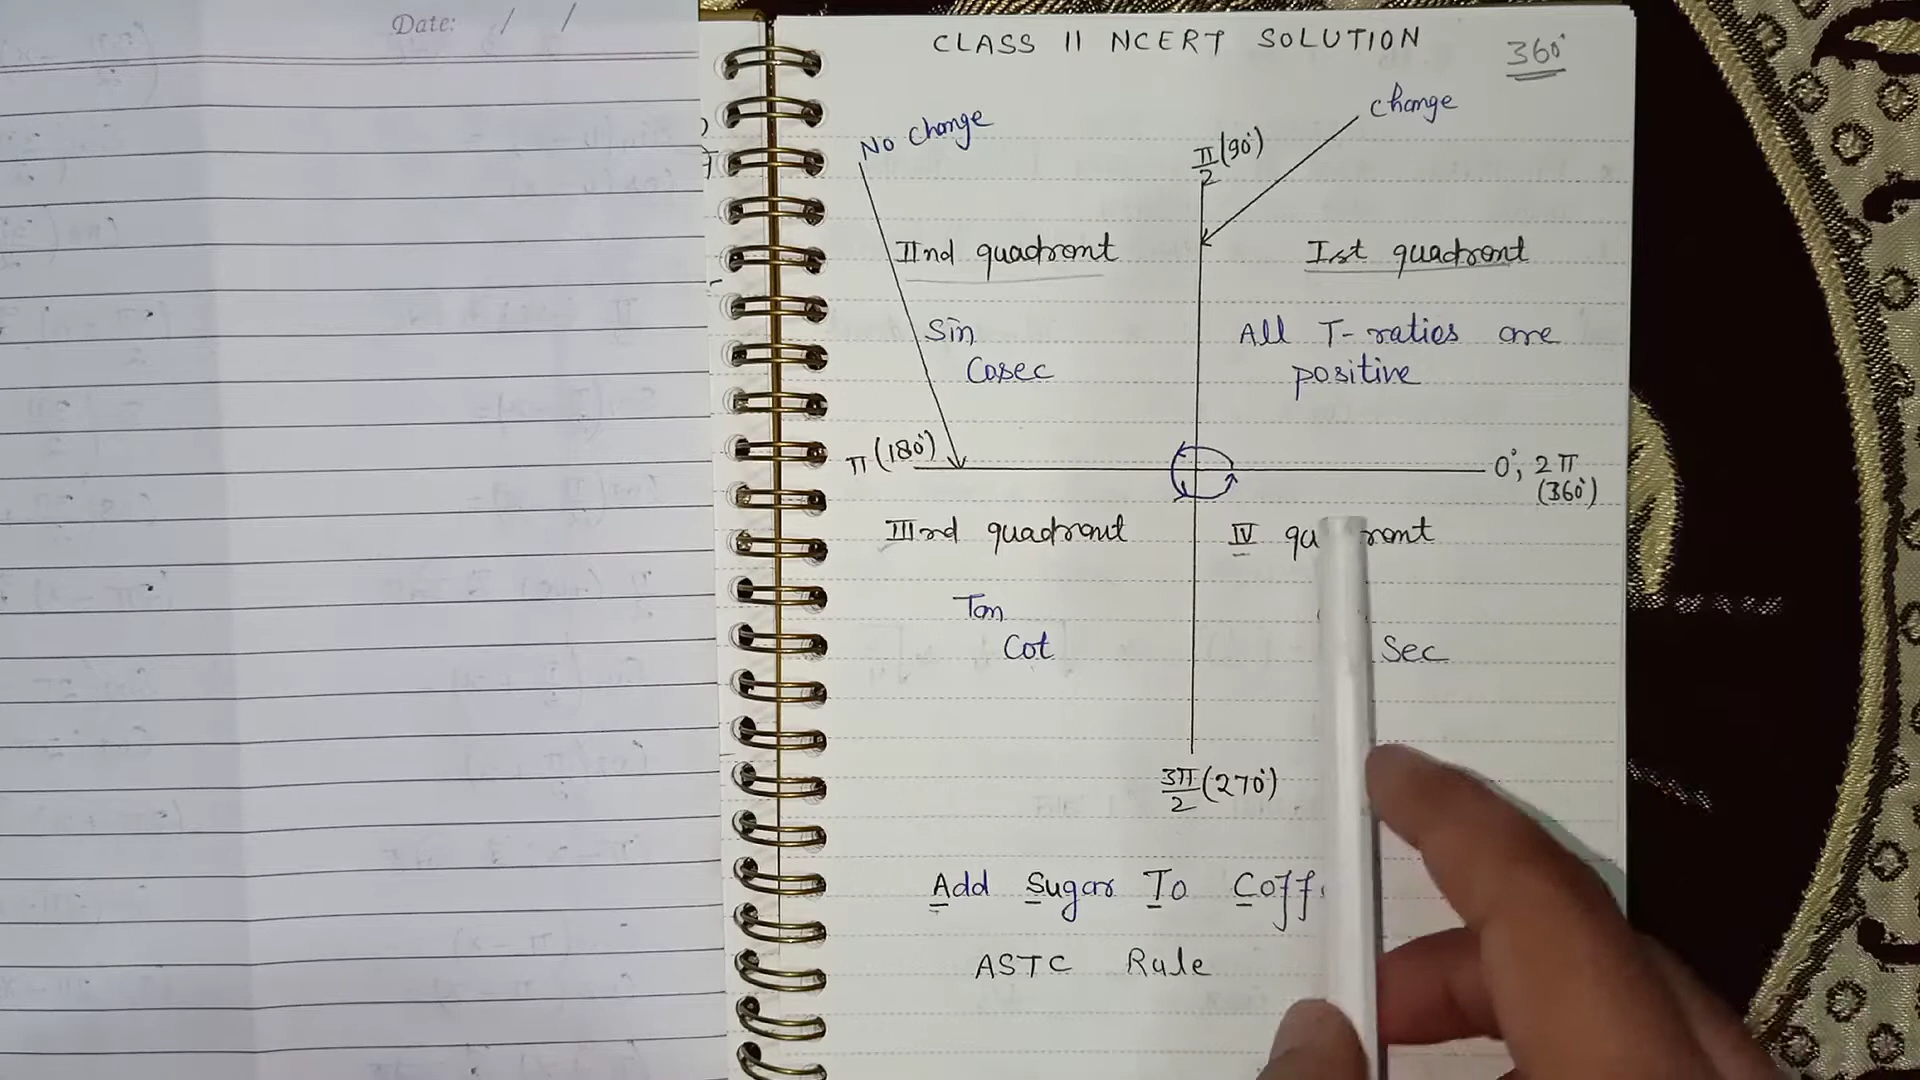 Date: / /
CLASS 11 NCERT SOLUTION
360°
No change
change
π/2 (90°)
IInd quadrant
Ist quadrant
Sin
Cosec
All T-ratios are
positive
π (180°)
0°, 2π
(360°)
IIIrd quadrant
IV
Tan
Cot
Sec
3π/2 (270°)
Add Sugar To
ASTC Rule